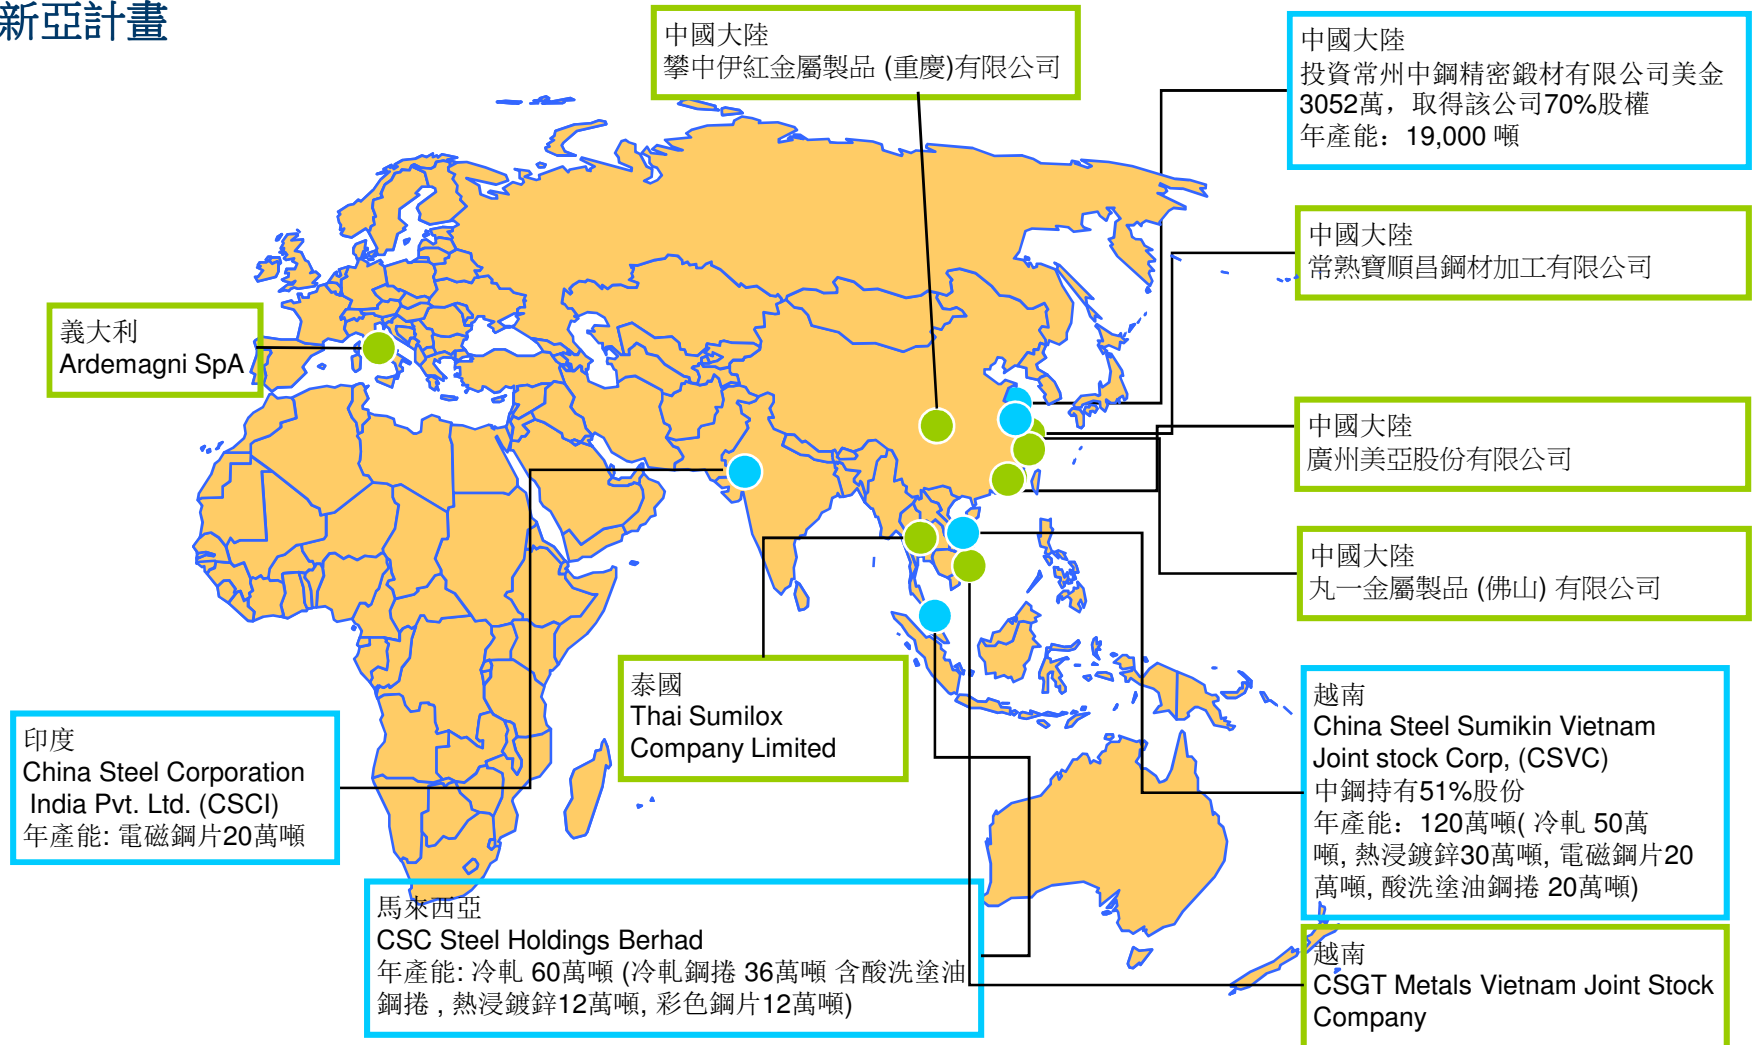 新亞計畫
中國大陸
攀中伊紅金屬製品 (重慶)有限公司
中國大陸
投資常州中鋼精密鍛材有限公司美金
3052萬，取得該公司70%股權
年產能：19,000 噸
中國大陸
常熟寶順昌鋼材加工有限公司
義大利
Ardemagni SpA
中國大陸
廣州美亞股份有限公司
中國大陸
丸一金屬製品 (佛山) 有限公司
泰國
Thai Sumilox
Company Limited
印度
China Steel Corporation
India Pvt. Ltd. (CSCI)
年產能: 電磁鋼片20萬噸
越南
China Steel Sumikin Vietnam
Joint stock Corp, (CSVC)
中鋼持有51%股份
年產能：120萬噸( 冷軋 50萬
噸, 熱浸鍍鋅30萬噸, 電磁鋼片20
萬噸, 酸洗塗油鋼捲 20萬噸)
馬來西亞
CSC Steel Holdings Berhad
年產能: 冷軋 60萬噸 (冷軋鋼捲 36萬噸 含酸洗塗油
鋼捲 , 熱浸鍍鋅12萬噸, 彩色鋼片12萬噸)
越南
CSGT Metals Vietnam Joint Stock
Company